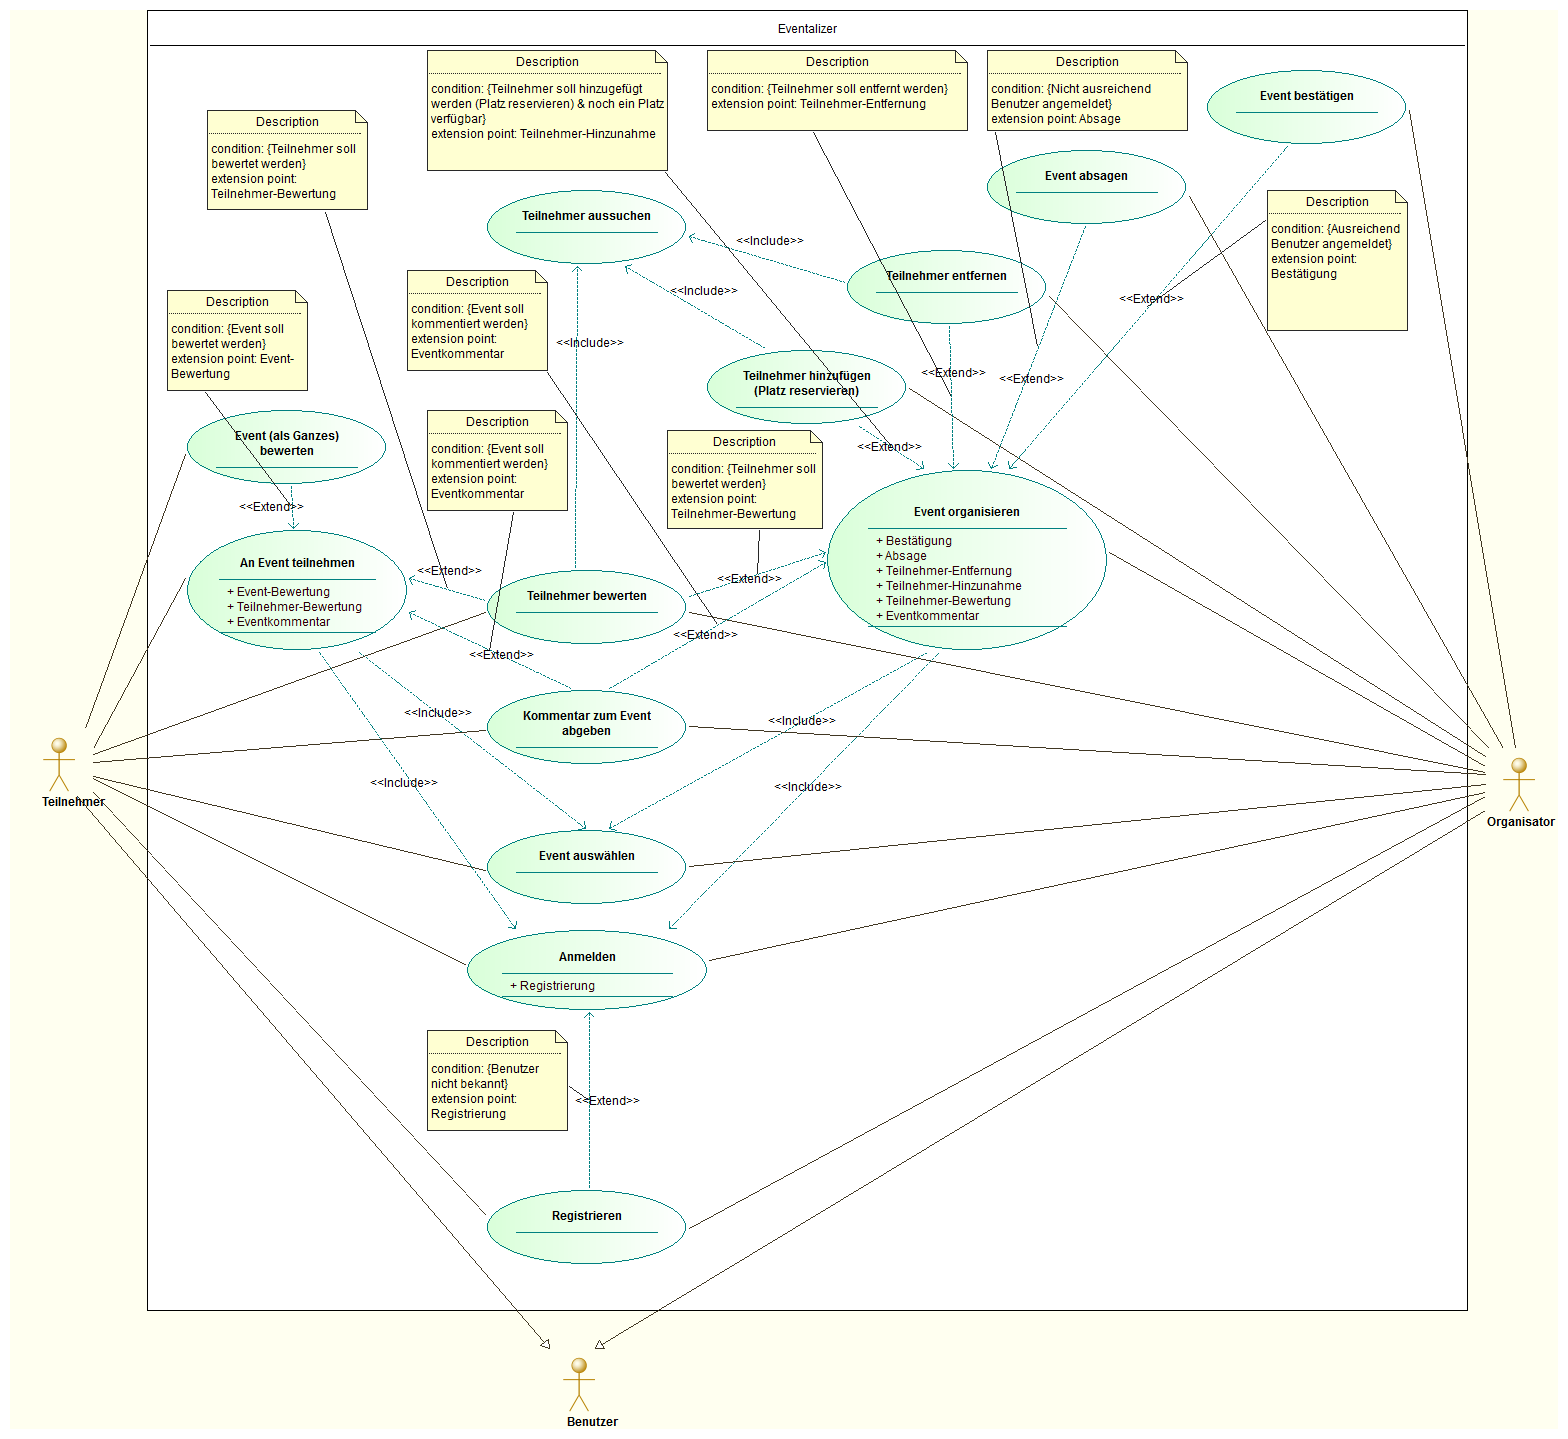 Eventalizer
Description
condition: {Teilnehmer soll hinzugefügt
werden (Platz reservieren) & noch ein Platz
verfügbar}
extension point: Teilnehmer-Hinzunahme
Description
condition: {Teilnehmer soll entfernt werden}
extension point: Teilnehmer-Entfernung
Description
condition: {Nicht ausreichend
Benutzer angemeldet}
extension point: Absage
Event bestätigen
Description
condition: {Teilnehmer soll
bewertet werden}
extension point:
Teilnehmer-Bewertung
Event absagen
Teilnehmer aussuchen
Description
condition: {Ausreichend
Benutzer angemeldet}
extension point:
Bestätigung
<<Include>>
Teilnehmer entfernen
Description
condition: {Event soll
kommentiert werden}
extension point:
Eventkommentar
<<Include>>
<<Extend>>
Description
condition: {Event soll
bewertet werden}
extension point: Event-
Bewertung
<<Include>>
Teilnehmer hinzufügen
(Platz reservieren)
<<Extend>>
<<Extend>>
Event (als Ganzes)
bewerten
Description
condition: {Event soll
kommentiert werden}
extension point:
Eventkommentar
Description
condition: {Teilnehmer soll
bewertet werden}
extension point:
Teilnehmer-Bewertung
<<Extend>>
<<Extend>>
Event organisieren
+ Bestätigung
+ Absage
+ Teilnehmer-Entfernung
+ Teilnehmer-Hinzunahme
+ Teilnehmer-Bewertung
+ Eventkommentar
An Event teilnehmen
+ Event-Bewertung
+ Teilnehmer-Bewertung
+ Eventkommentar
<<Extend>>
Teilnehmer bewerten
<<Extend>>
<<Extend>>
<<Extend>>
Kommentar zum Event
abgeben
<<Include>>
<<Include>>
<<Include>>
<<Include>>
Teilnehmer
Organisator
Event auswählen
Anmelden
+ Registrierung
Description
condition: {Benutzer
nicht bekannt}
extension point:
Registrierung
<<Extend>>
Registrieren
Benutzer